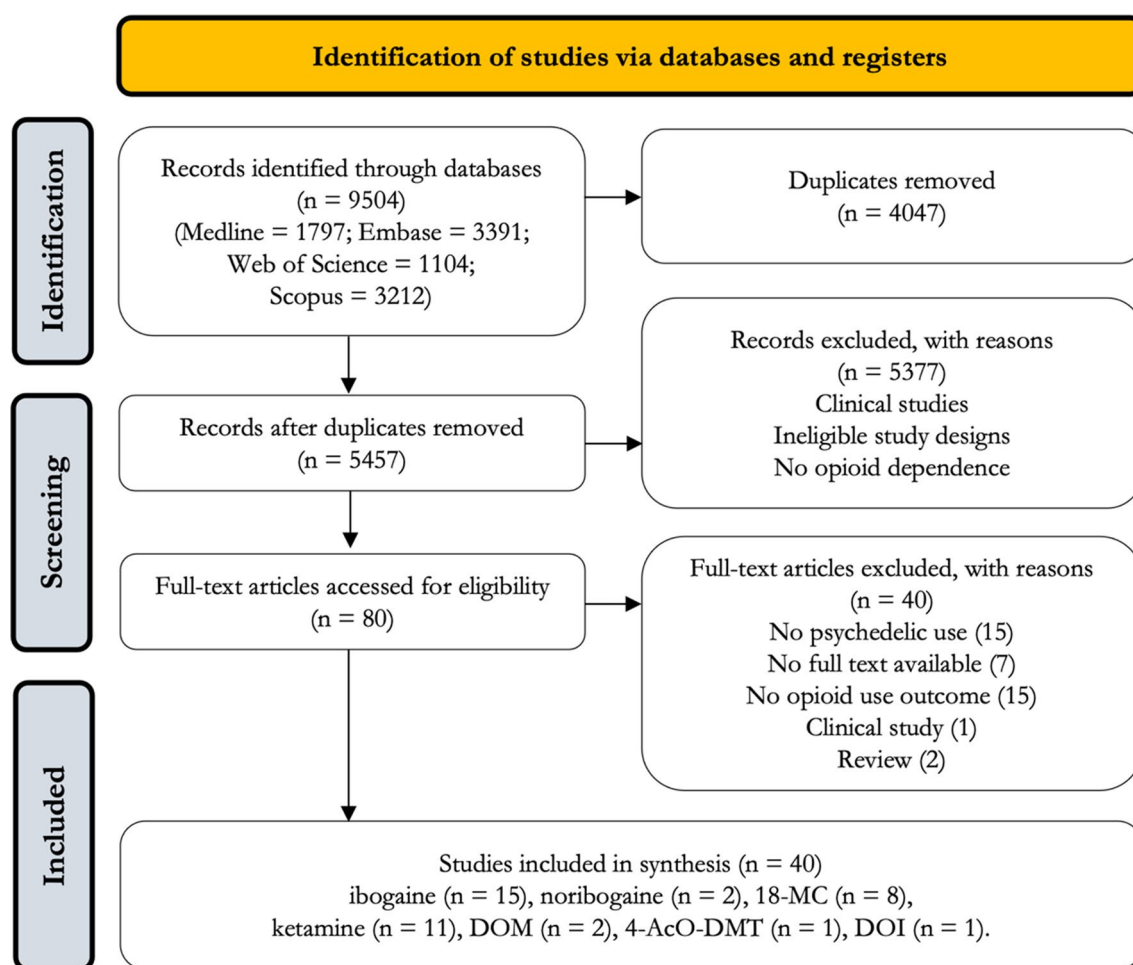 Identification of studies via databases and registers
Identification
Records identified through databases
(n = 9504)
(Medline = 1797; Embase = 3391;
Web of Science = 1104;
Scopus = 3212)
Duplicates removed
(n = 4047)
Screening
Records after duplicates removed
(n = 5457)
Records excluded, with reasons
(n = 5377)
Clinical studies
Ineligible study designs
No opioid dependence
Full-text articles accessed for eligibility
(n = 80)
Full-text articles excluded, with reasons
(n = 40)
No psychedelic use (15)
No full text available (7)
No opioid use outcome (15)
Clinical study (1)
Review (2)
Included
Studies included in synthesis (n = 40)
ibogaine (n = 15), noribogaine (n = 2), 18-MC (n = 8),
ketamine (n = 11), DOM (n = 2), 4-AcO-DMT (n = 1), DOI (n = 1).